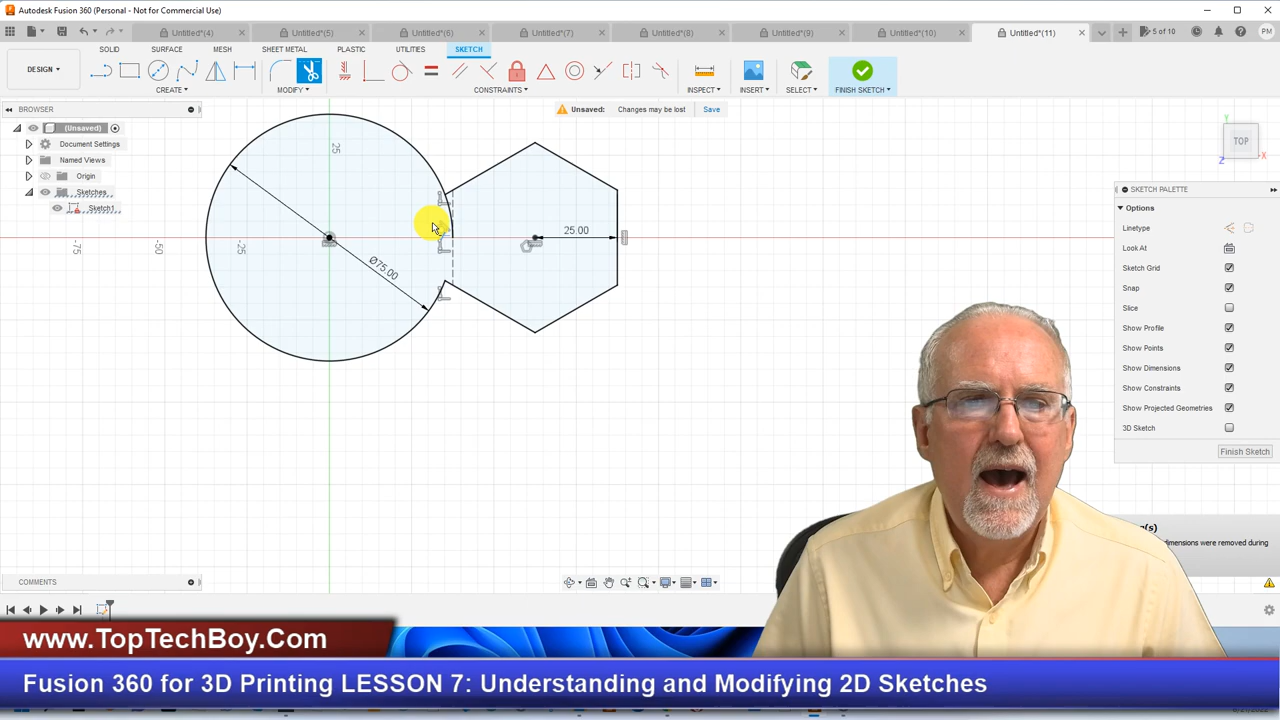 Autodesk Fusion 360 (Personal - Not for Commercial Use)
Untitled*(4)
Untitled*(5)
Untitled*(6)
Untitled*(7)
Untitled*(8)
Untitled*(9)
Untitled*(10)
Untitled*(11)
5 of 10
PM
SOLID
SURFACE
MESH
SHEET METAL
PLASTIC
UTILITIES
SKETCH
DESIGN
CREATE
MODIFY
CONSTRAINTS
INSPECT
INSERT
SELECT
FINISH SKETCH
BROWSER
Unsaved: Changes may be lost Save
(Unsaved)
Document Settings
Named Views
Origin
Sketches
Sketch1
25
-75
-50
-25
Ø75.00
25.00
TOP
X
Y
Z
SKETCH PALETTE
Options
Linetype
Look At
Sketch Grid
Snap
Slice
Show Profile
Show Points
Show Dimensions
Show Constraints
Show Projected Geometries
3D Sketch
Finish Sketch
dimensions were removed during
COMMENTS
www.TopTechBoy.Com
Fusion 360 for 3D Printing LESSON 7: Understanding and Modifying 2D Sketches